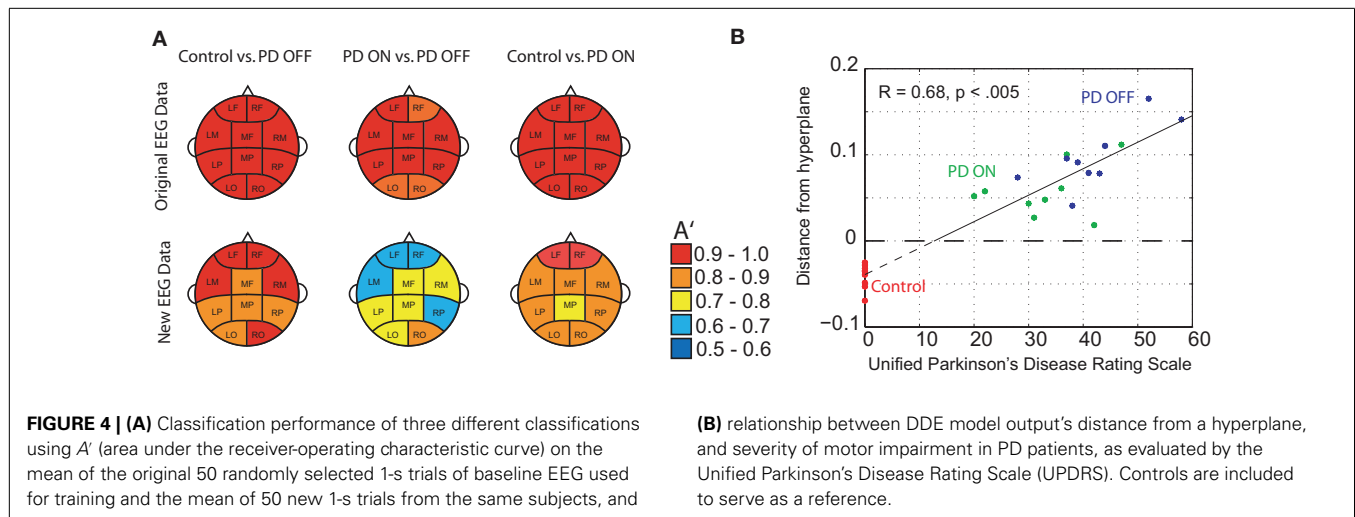 A
Control vs. PD OFF
PD ON vs. PD OFF
Control vs. PD ON
Original EEG Data
LF RF
LM MF RM
LP MP RP
LO RO
LF RF
LM MF RM
LP MP RP
LO RO
LF RF
LM MF RM
LP MP RP
LO RO
New EEG Data
LF RF
LM MF RM
LP MP RP
LO RO
LF RF
LM MF RM
LP MP RP
LO RO
LF RF
LM MF RM
LP MP RP
LO RO
A′
0.9 - 1.0
0.8 - 0.9
0.7 - 0.8
0.6 - 0.7
0.5 - 0.6
B
R = 0.68, p < .005
PD OFF
PD ON
Control
Distance from hyperplane
0.2
0.1
0
−0.1
0 10 20 30 40 50 60
Unified Parkinson's Disease Rating Scale
FIGURE 4 | (A) Classification performance of three different classifications
using A′ (area under the receiver-operating characteristic curve) on the
mean of the original 50 randomly selected 1-s trials of baseline EEG used
for training and the mean of 50 new 1-s trials from the same subjects, and
(B) relationship between DDE model output's distance from a hyperplane,
and severity of motor impairment in PD patients, as evaluated by the
Unified Parkinson's Disease Rating Scale (UPDRS). Controls are included
to serve as a reference.